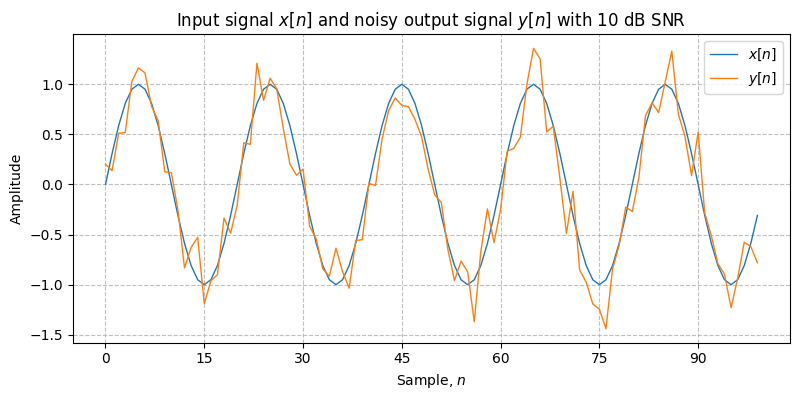 Input signal x[n] and noisy output signal y[n] with 10 dB SNR
x[n]
y[n]
1.0
0.5
0.0
−0.5
−1.0
−1.5
Amplitude
0 15 30 45 60 75 90
Sample, n